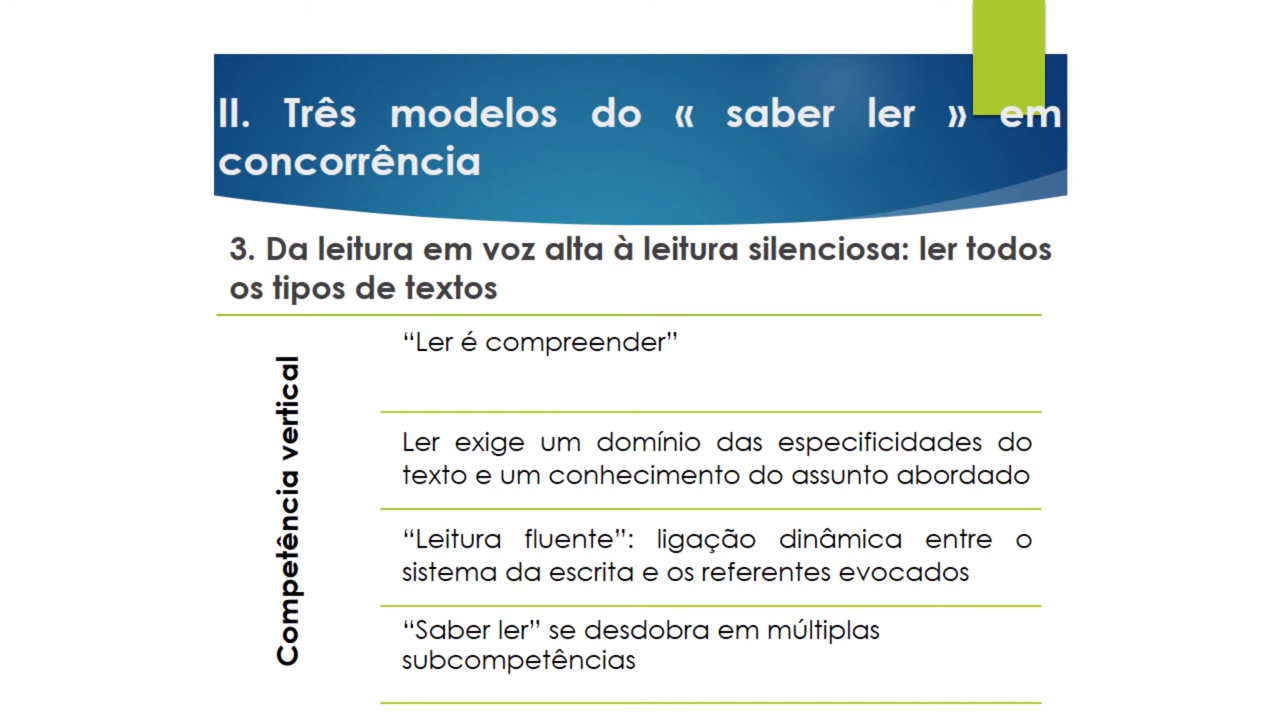 II. Três modelos do « saber ler » em
concorrência
3. Da leitura em voz alta à leitura silenciosa: ler todos
os tipos de textos
Competência vertical
“Ler é compreender”
Ler exige um domínio das especificidades do
texto e um conhecimento do assunto abordado
“Leitura fluente”: ligação dinâmica entre o
sistema da escrita e os referentes evocados
“Saber ler” se desdobra em múltiplas
subcompetências